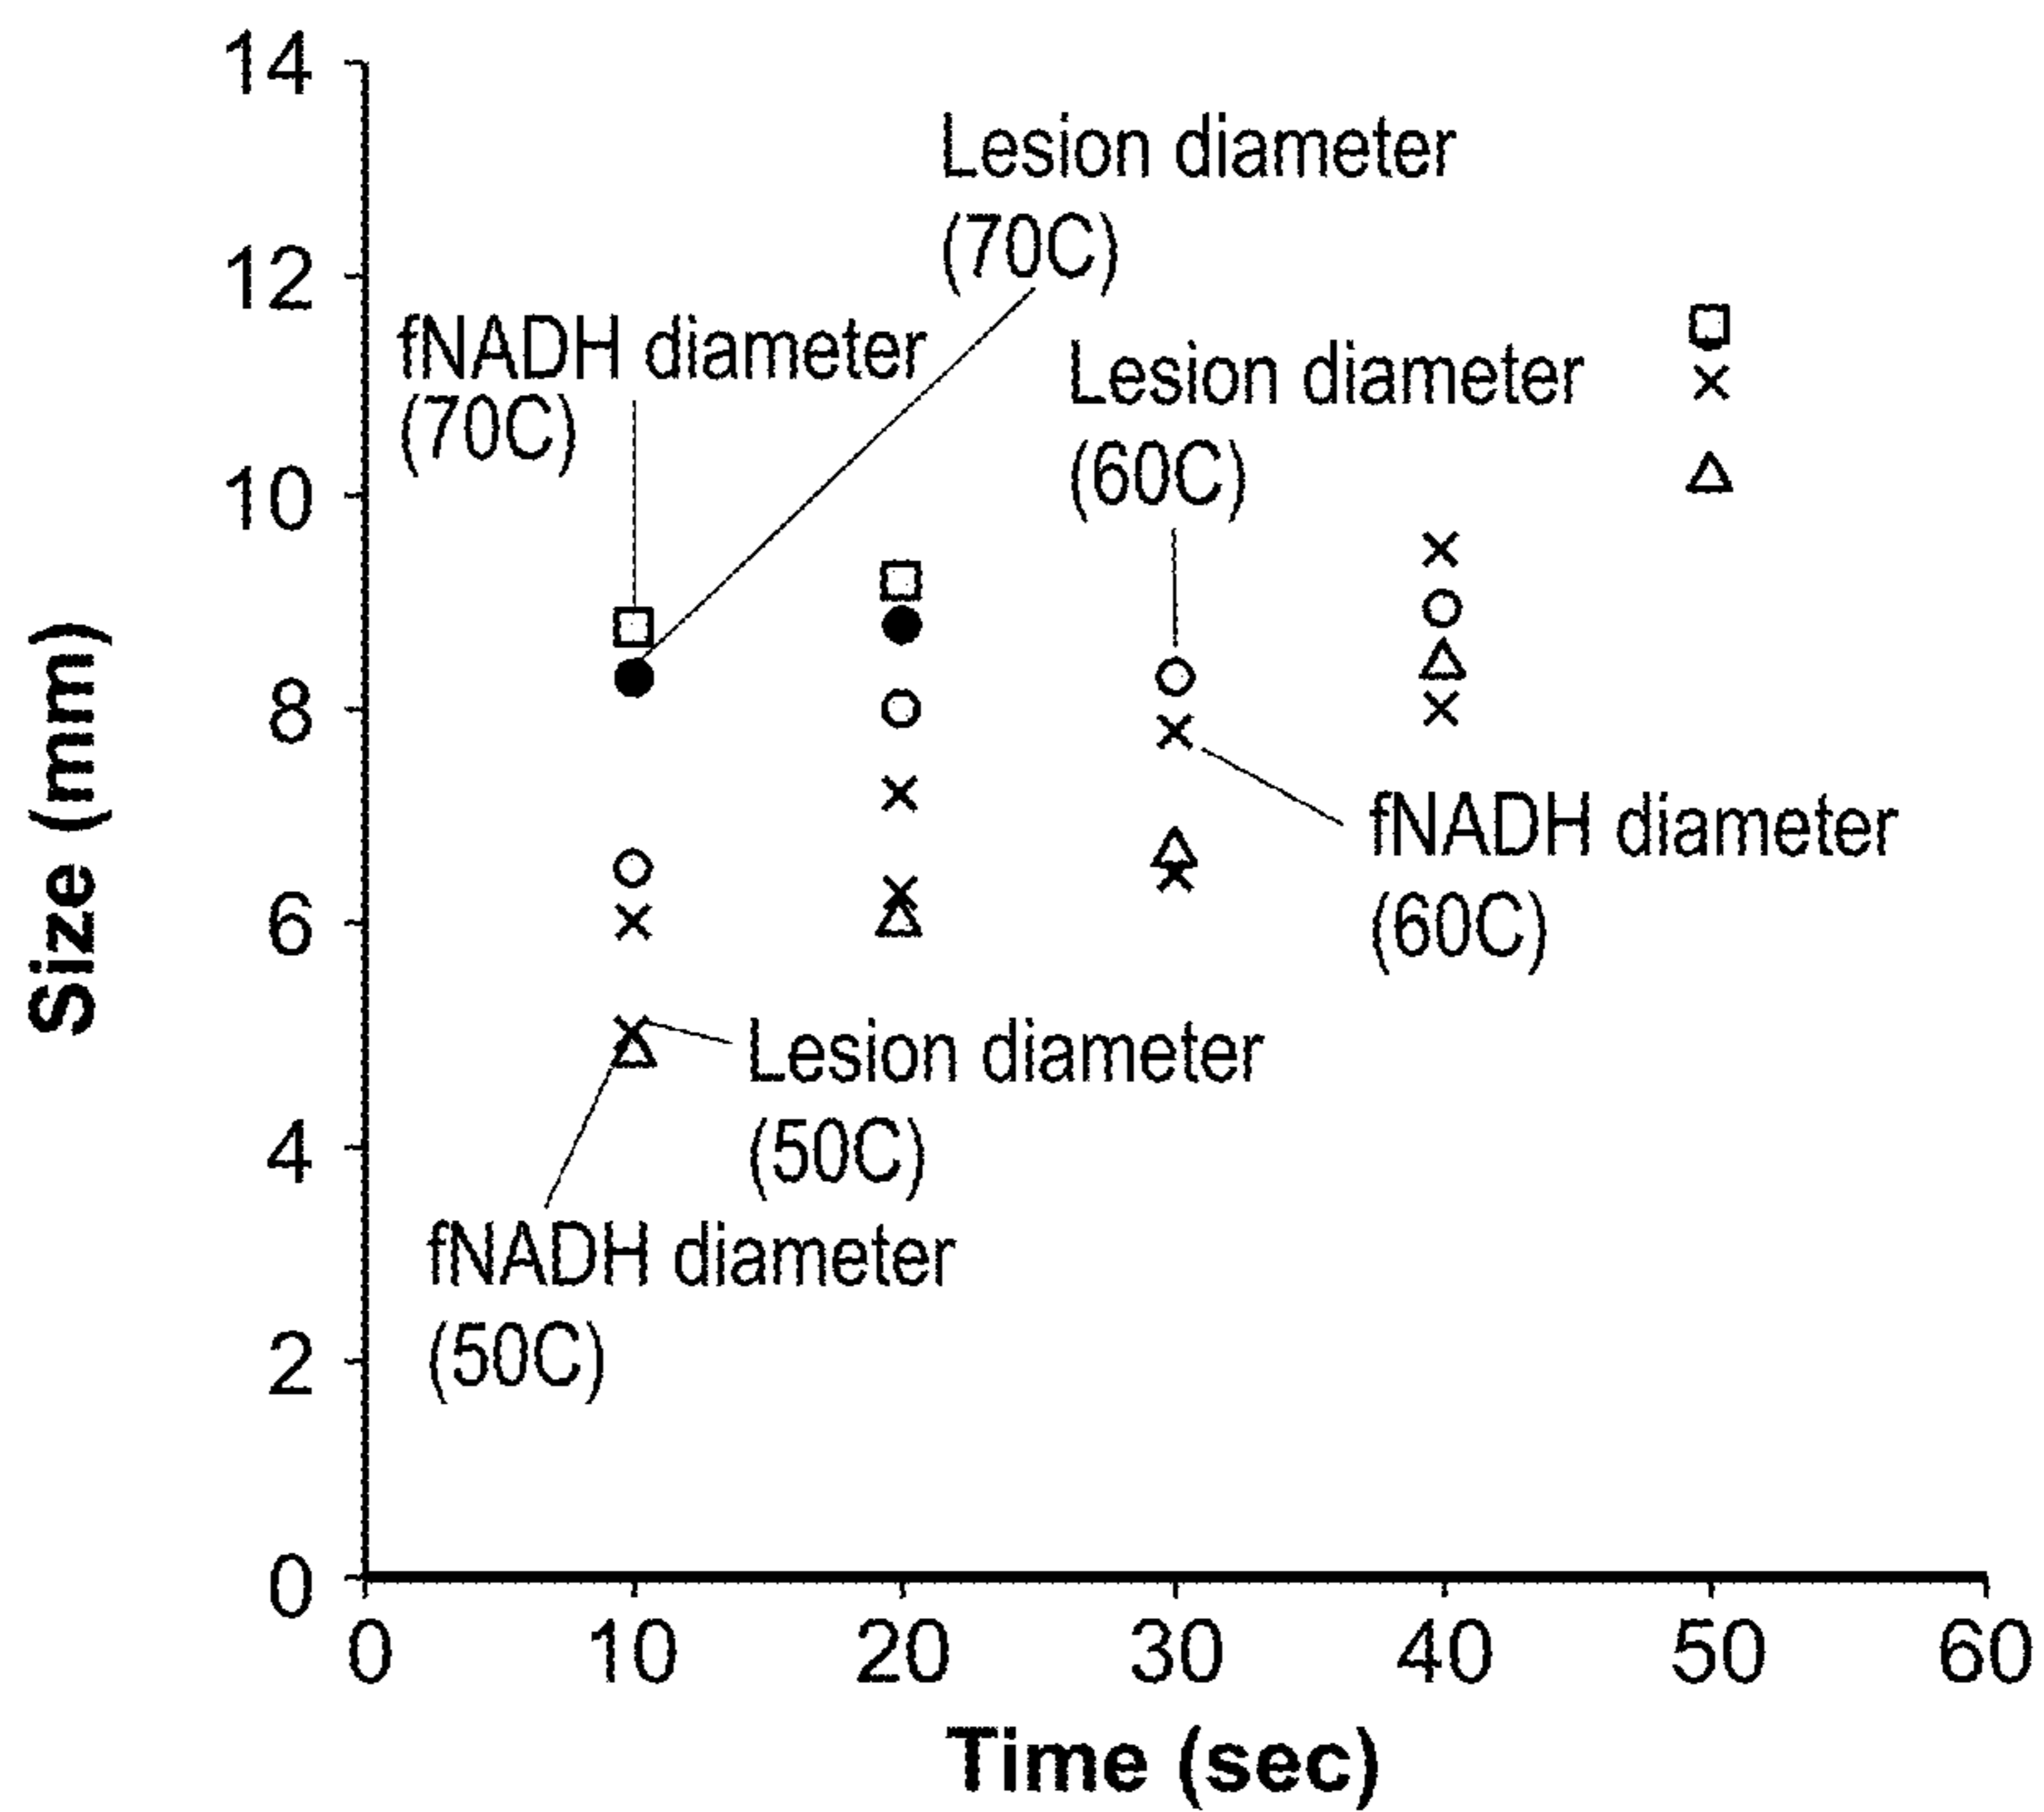 14
Lesion diameter
(70C)
12
fNADH diameter
(70C)
Lesion diameter
(60C)
10
8
fNADH diameter
(60C)
Size (mm)
6
Lesion diameter
(50C)
4
fNADH diameter
(50C)
2
0
0 10 20 30 40 50 60
Time (sec)